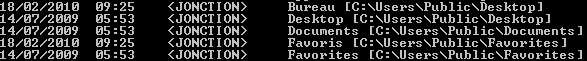 18/02/2010  09:25    <JONCTION>     Bureau [C:\Users\Public\Desktop]
14/07/2009  05:53    <JONCTION>     Desktop [C:\Users\Public\Desktop]
14/07/2009  05:53    <JONCTION>     Documents [C:\Users\Public\Documents]
18/02/2010  09:25    <JONCTION>     Favoris [C:\Users\Public\Favorites]
14/07/2009  05:53    <JONCTION>     Favorites [C:\Users\Public\Favorites]